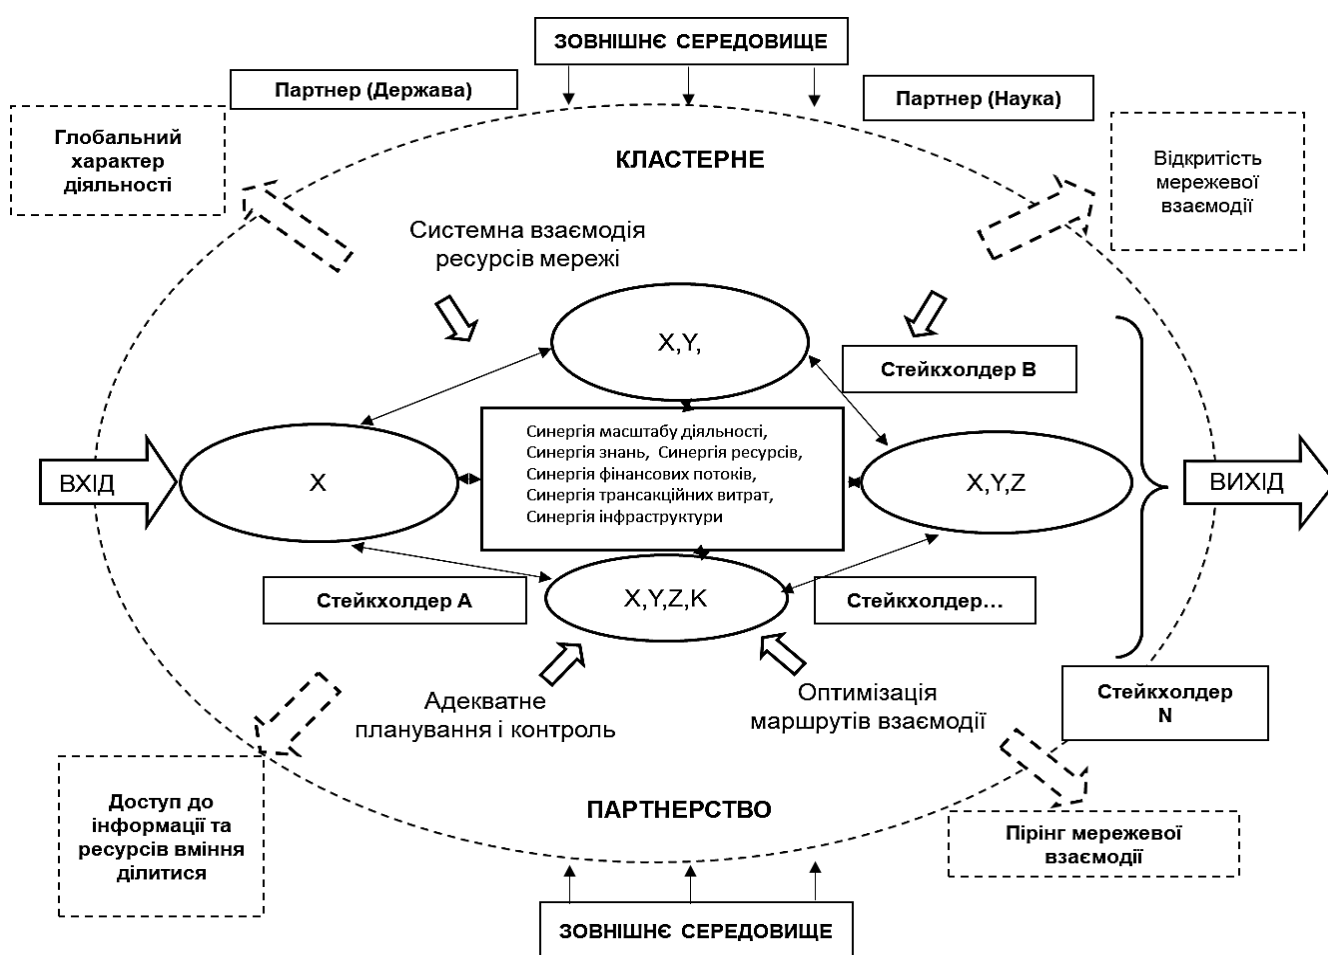 ЗОВНІШНЄ СЕРЕДОВИЩЕ
Партнер (Держава)
Партнер (Наука)
Глобальний
характер
діяльності
КЛАСТЕРНЕ
Відкритість
мережевої
взаємодії
Системна взаємодія
ресурсів мережі
X,Y,
Стейкхолдер В
ВХІД
X
Синергія масштабу діяльності,
Синергія знань, Синергія ресурсів,
Синергія фінансових потоків,
Синергія трансакційних витрат,
Синергія інфраструктури
X,Y,Z
ВИХІД
Стейкхолдер А
X,Y,Z,K
Стейкхолдер...
Адекватне
планування і контроль
Оптимізація
маршрутів взаємодії
Стейкхолдер
N
Доступ до
інформації та
ресурсів вміння
ділитися
ПАРТНЕРСТВО
Пірінг мережевої
взаємодії
ЗОВНІШНЄ СЕРЕДОВИЩЕ